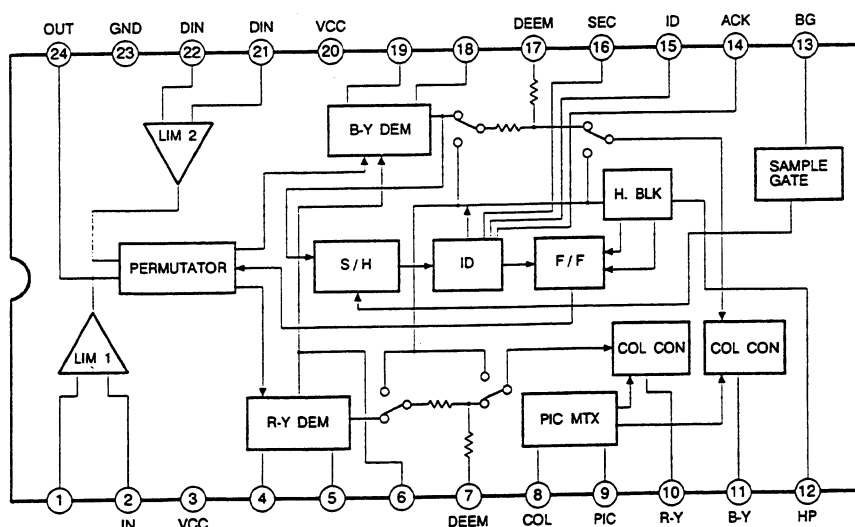 OUT GND DIN DIN VCC DEEM SEC ID ACK BG
24 23 22 21 20 19 18 17 16 15 14 13
LIM 2
B-Y DEM
SAMPLE
GATE
H. BLK
PERMUTATOR
S / H
ID
F / F
LIM 1
COL CON
COL CON
R-Y DEM
PIC MTX
1 2 3 4 5 6 7 8 9 10 11 12
IN VCC DEEM COL PIC R-Y B-Y HP